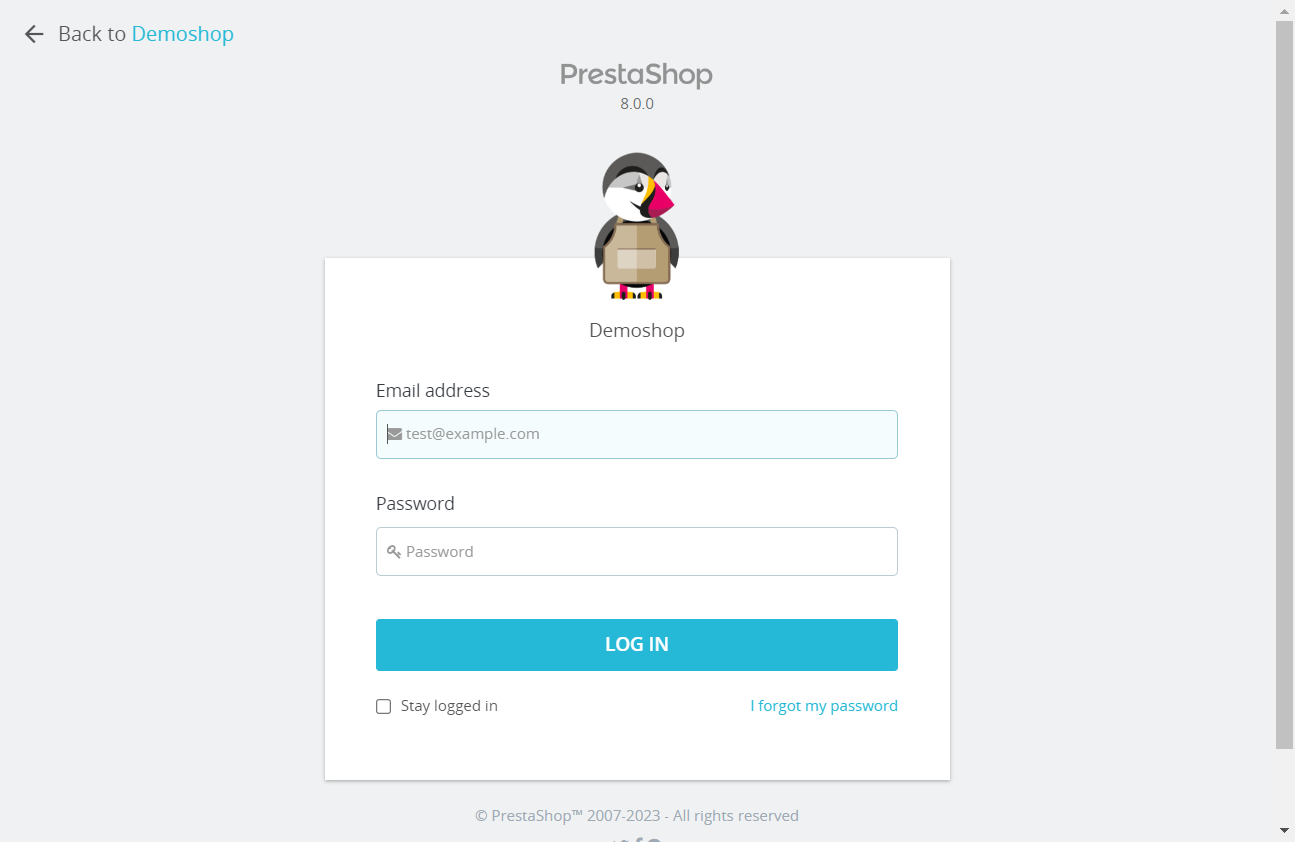 Back to Demoshop
PrestaShop
8.0.0
Demoshop
Email address
test@example.com
Password
Password
LOG IN
Stay logged in
I forgot my password
© PrestaShop™ 2007-2023 - All rights reserved